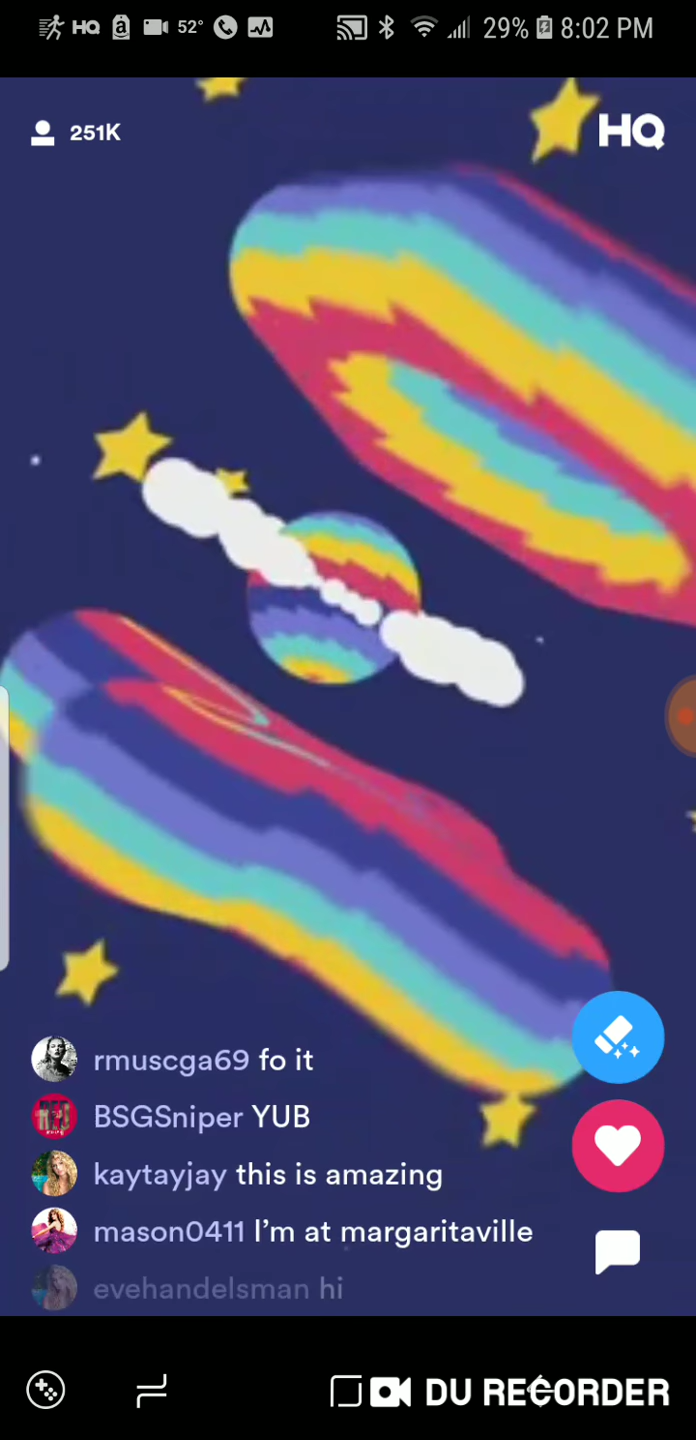 HQ
52°
29%
8:02 PM
251K
HQ
rmuscga69 fo it
BSGSniper YUB
kaytayjay this is amazing
mason0411 I'm at margaritaville
evehandelsman hi
DU RECORDER